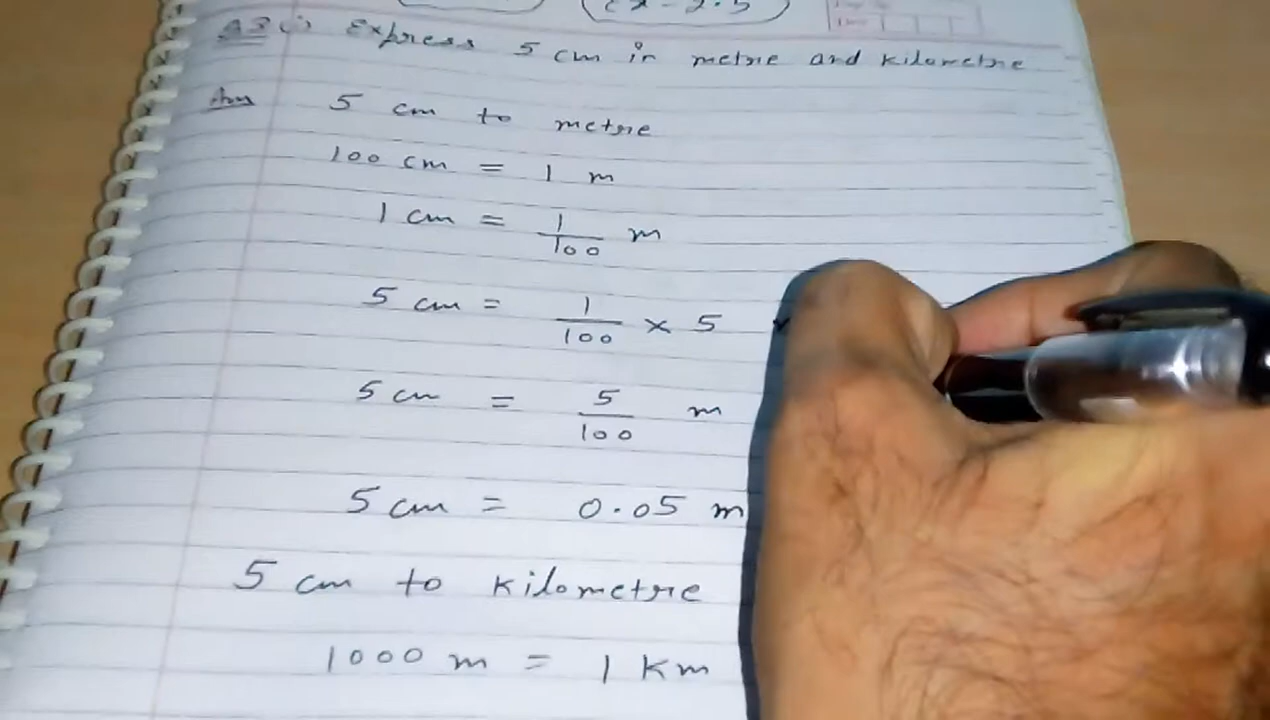 Q3 (i) Express 5 cm in metre and kilometre
Ans 5 cm to metre
100 cm = 1 m
1 cm = 1/100 m
5 cm = 1/100 × 5
5 cm = 5/100 m
5 cm = 0.05 m
5 cm to kilometre
1000 m = 1 Km